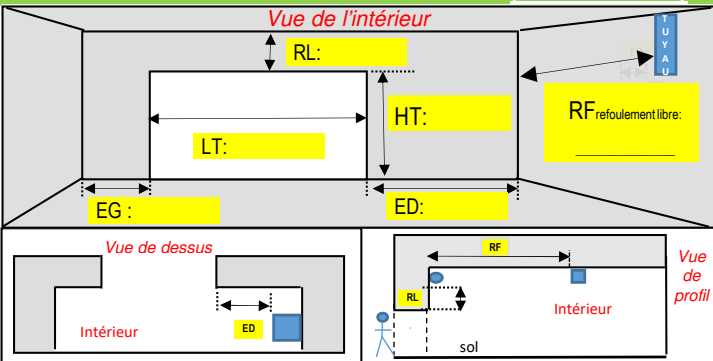 Vue de l'intérieur
RL:
TUYAU
HT:
LT:
RF refoulement libre:
EG :
ED:
Vue de dessus
ED
Intérieur
RF
RL
Vue de profil
Intérieur
sol